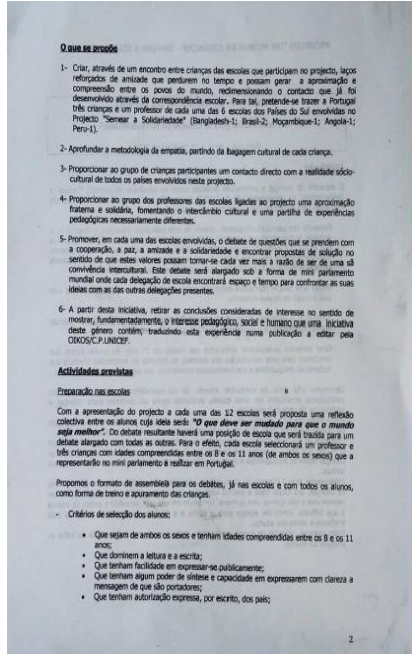 O que se propõe
1- Criar, através de um encontro entre crianças das escolas que participam no projecto, laços
reforçados de amizade que perdurem no tempo e possam gerar a aproximação e
compreensão entre os povos do mundo, redimensionando o contacto que já foi
desenvolvido através da correspondência escolar. Para tal, pretende-se trazer a Portugal
três crianças e um professor de cada uma das 6 escolas dos Países do Sul envolvidas no
Projecto "Semear a Solidariedade" (Bangladesh-1; Brasil-2; Moçambique-1; Angola-1;
Peru-1).
2- Aprofundar a metodologia da empatia, partindo da bagagem cultural de cada criança.
3- Proporcionar ao grupo de crianças participantes um contacto directo com a realidade sócio-
cultural de todos os países envolvidos neste projecto.
4- Proporcionar ao grupo dos professores das escolas ligadas ao projecto uma aproximação
fraterna e solidária, fomentando o intercâmbio cultural e uma partilha de experiências
pedagógicas necessariamente diferentes.
5- Promover, em cada uma das escolas envolvidas, o debate de questões que se prendem com
a cooperação, a paz, a amizade e a solidariedade e encontrar propostas de solução no
sentido de que estes valores possam tornar-se cada vez mais a razão de ser de uma sã
convivência intercultural. Este debate será alargado sob a forma de mini parlamento
mundial onde cada delegação de escola encontrará espaço e tempo para confrontar as suas
ideias com as das outras delegações presentes.
6- A partir desta iniciativa, retirar as conclusões consideradas de interesse no sentido de
mostrar, fundamentadamente, o interesse pedagógico, social e humano que uma iniciativa
deste género contém, traduzindo esta experiência numa publicação a editar pela
OIKOS/C.P.UNICEF.
Actividades previstas
Preparação nas escolas
Com a apresentação do projecto a cada uma das 12 escolas será proposta uma reflexão
colectiva entre os alunos cuja ideia será: "O que deve ser mudado para que o mundo
seja melhor". Do debate resultante haverá uma posição de escola que será trazida para um
debate alargado com todas as outras. Para o efeito, cada escola seleccionará um professor e
três crianças com idades compreendidas entre os 8 e os 11 anos (de ambos os sexos) que a
representarão no mini parlamento a realizar em Portugal.
Propomos o formato de assembleia para os debates, já nas escolas e com todos os alunos,
como forma de treino e apuramento das crianças.
- Critérios de selecção dos alunos:
• Que sejam de ambos os sexos e tenham idades compreendidas entre os 8 e os 11
anos;
• Que dominem a leitura e a escrita;
• Que tenham facilidade em expressar-se publicamente;
• Que tenham algum poder de síntese e capacidade em expressarem com clareza a
mensagem de que são portadores;
• Que tenham autorização expressa, por escrito, dos pais;
2